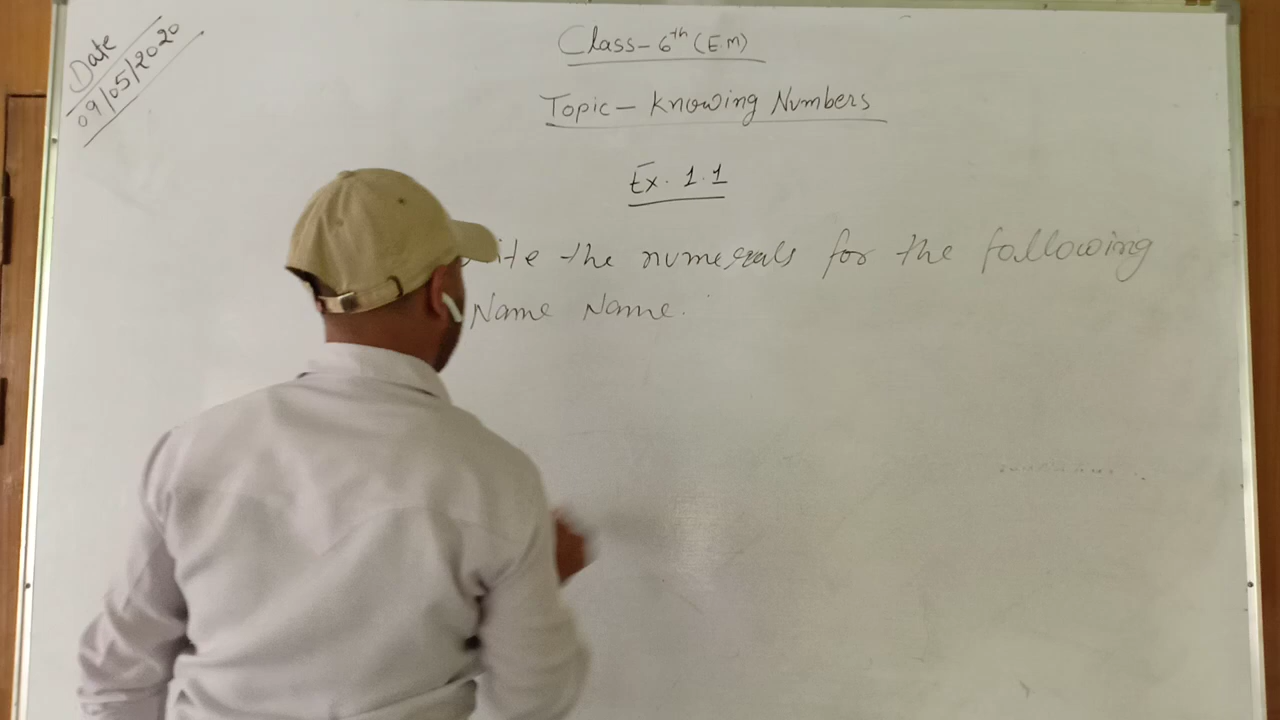 Date
09/05/2020
Class- 6th (E.M)
Topic- Knowing Numbers
Ex. 1.1
the numerals for the following
Name Name.